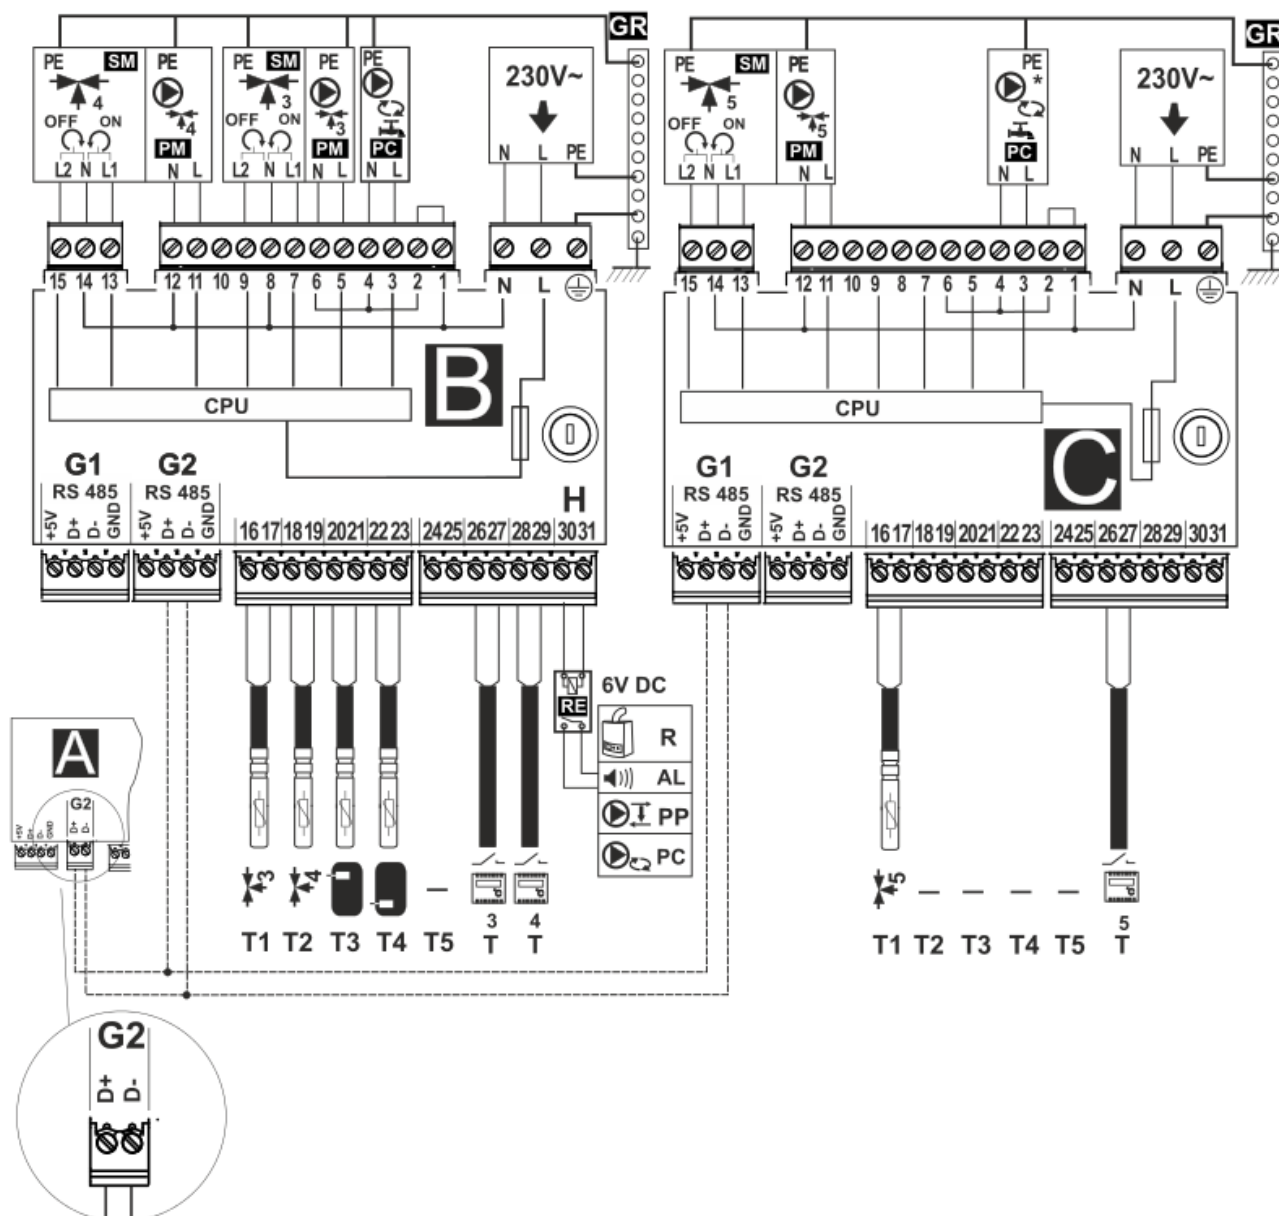 GR
GR
PE SM PE PE SM PE PE
4 4 3 3
OFF ON OFF ON
PM PM PC
L2 N L1 N L L2 N L1 N L N L
230V~
N L PE
PE SM PE PE *
5 5
OFF ON
PM PC
L2 N L1 N L N L
230V~
N L PE
15 14 13 12 11 10 9 8 7 6 5 4 3 2 1 N L
15 14 13 12 11 10 9 8 7 6 5 4 3 2 1 N L
CPU
B
CPU
C
G1 G2 H
RS 485 RS 485
+5V D+ D- GND +5V D+ D- GND
16 17 18 19 20 21 22 23 24 25 26 27 28 29 30 31
G1 G2
RS 485 RS 485
+5V D+ D- GND +5V D+ D- GND
16 17 18 19 20 21 22 23 24 25 26 27 28 29 30 31
6V DC
RE
R
AL
PP
PC
A
G2
+5V D+ D- GND D+ D-
3 4 3 4
T1 T2 T3 T4 T5 T T
5 5
T1 T2 T3 T4 T5 T
G2
D+ D-